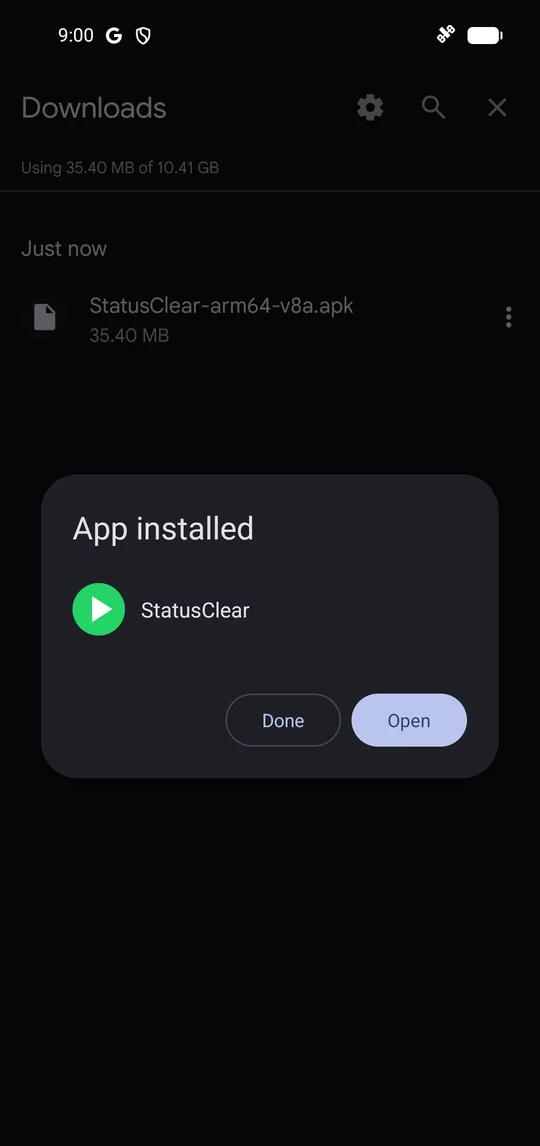 9:00
Downloads
Using 35.40 MB of 10.41 GB
Just now
StatusClear-arm64-v8a.apk
35.40 MB
App installed
StatusClear
Done
Open